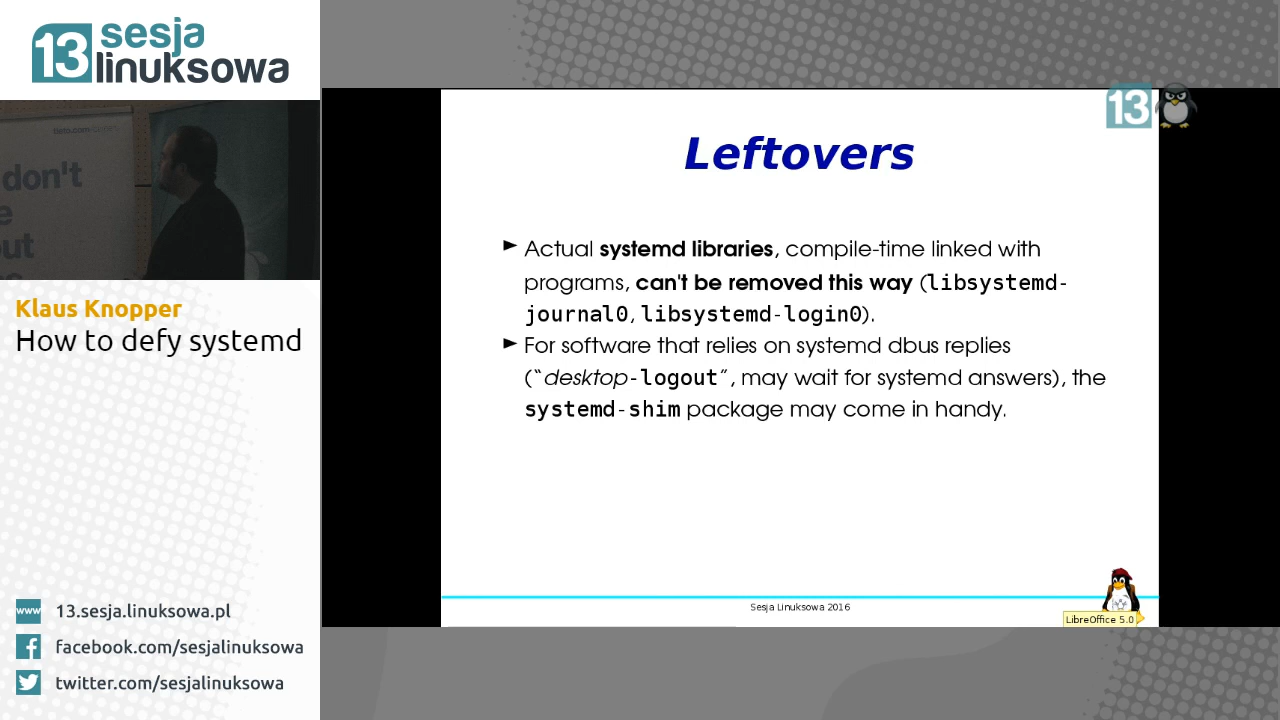 13 sesja
linuksowa
don't
Klaus Knopper
How to defy systemd
www 13.sesja.linuksowa.pl
facebook.com/sesjalinuksowa
twitter.com/sesjalinuksowa
13
Leftovers
Actual systemd libraries, compile-time linked with
programs, can't be removed this way (libsystemd-
journal0, libsystemd-login0).
For software that relies on systemd dbus replies
(“desktop-logout”, may wait for systemd answers), the
systemd-shim package may come in handy.
Sesja Linuksowa 2016
LibreOffice 5.0